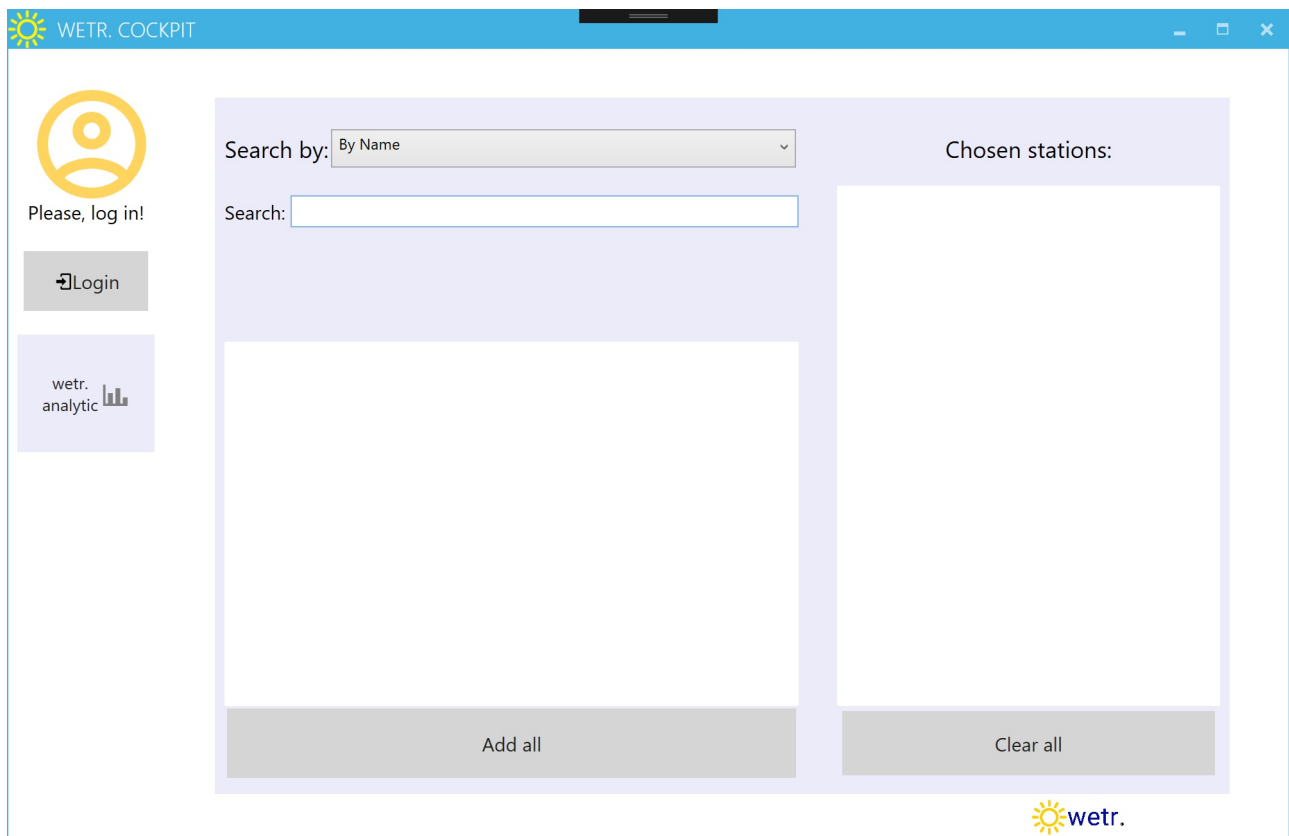 WETR. COCKPIT
Please, log in!
Login
wetr.
analytic
Search by: By Name
Search:
Add all
Chosen stations:
Clear all
wetr.